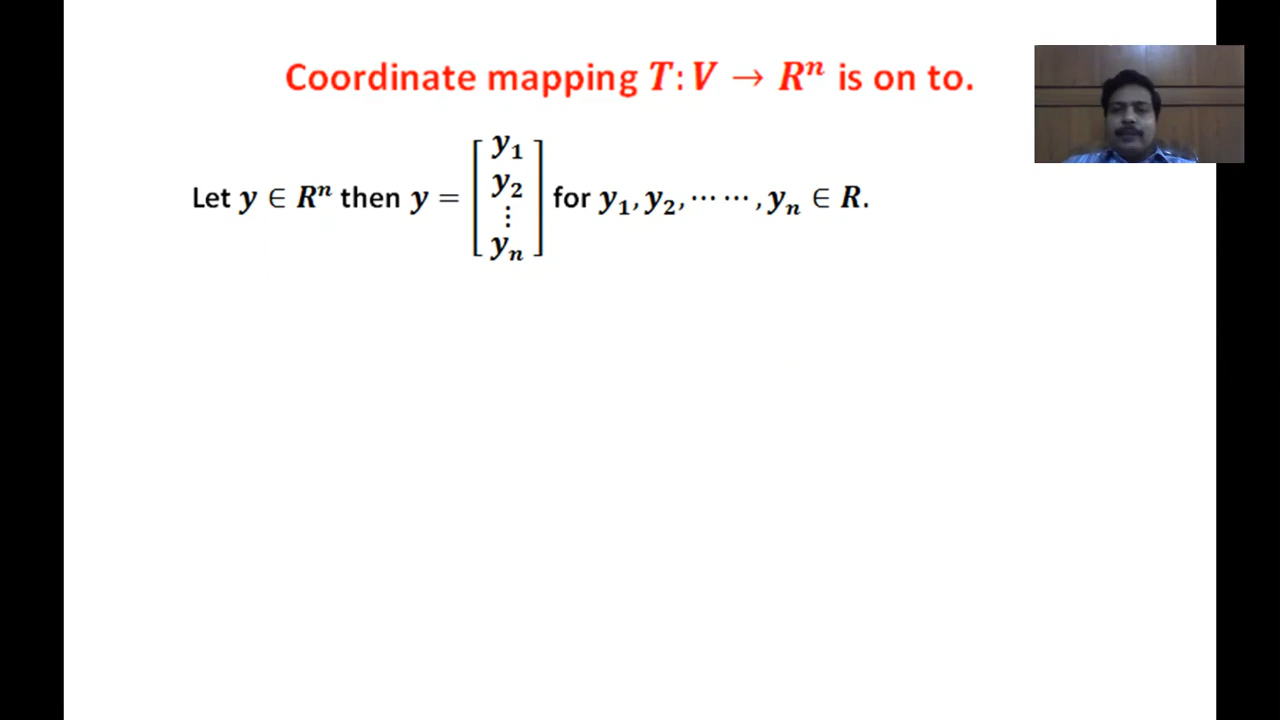 Coordinate mapping T: V → Rⁿ is on to.
Let y ∈ Rⁿ then y = [y₁ y₂ ⋮ yₙ] for y₁, y₂, ⋯ ⋯ , yₙ ∈ R.